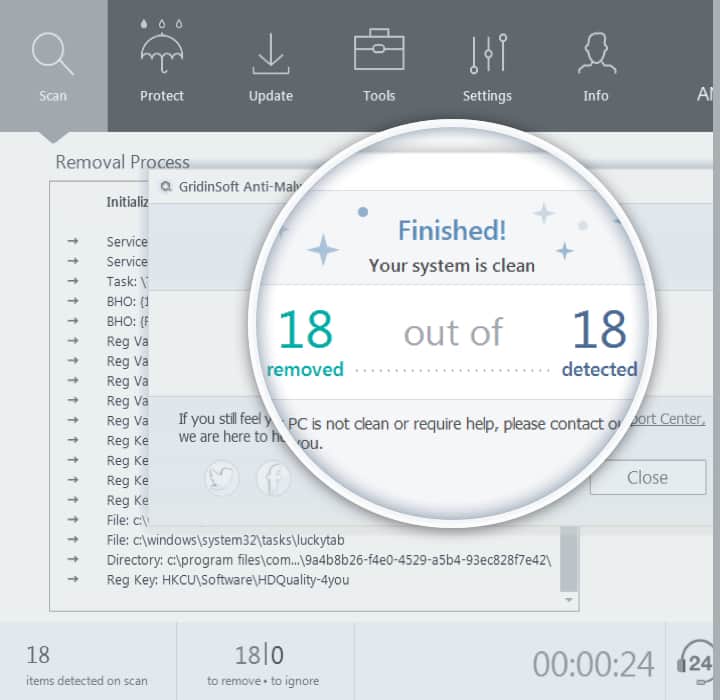 Scan
Protect
Update
Tools
Settings
Info
Removal Process
GridinSoft Anti-Malw
Initializ
Service
Service
Task: \
BHO: {
BHO: {F
Reg Va
Reg Va
Reg Va
Reg Va
Reg Va
Reg Ke
Reg Ke
Reg Ke
Reg Ke
File: c:\
File: c:\windows\system32\tasks\luckytab
Directory: c:\program files\com...\9a4b8b26-f4e0-4529-a5b4-93ec828f7e42\
Reg Key: HKCU\Software\HDQuality-4you
Finished!
Your system is clean
18 out of 18
removed detected
If you still feel y PC is not clean or require help, please contact ou port Center,
we are here to he you.
Close
18
items detected on scan
18|0
to remove • to ignore
00:00:24
24